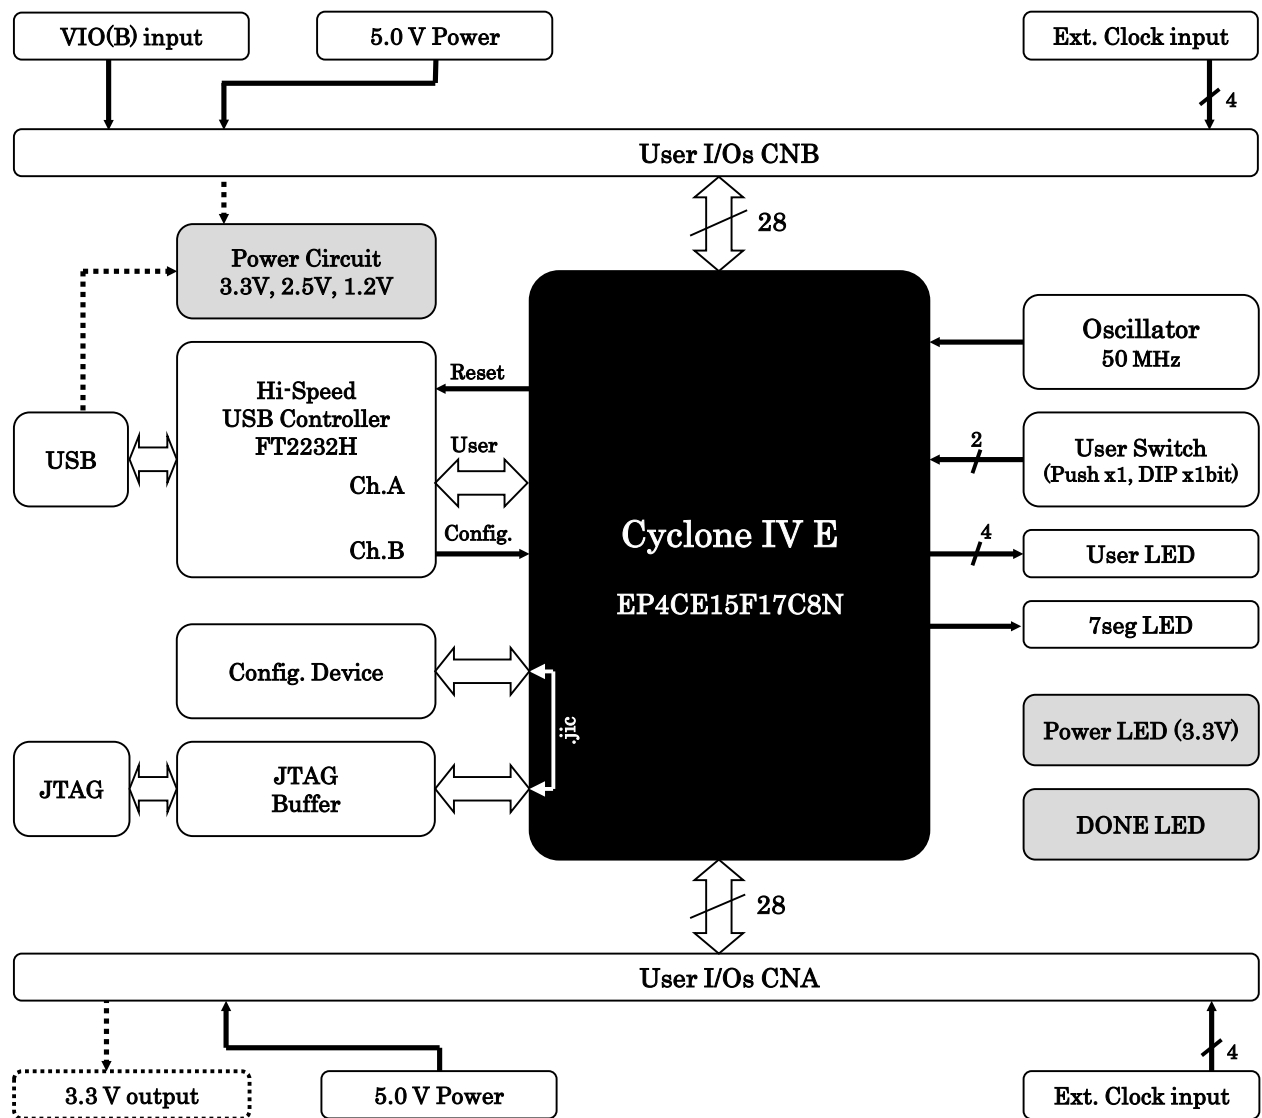 VIO(B) input
5.0 V Power
Ext. Clock input
4
User I/Os CNB
28
Power Circuit
3.3V, 2.5V, 1.2V
Hi-Speed
USB Controller
FT2232H
Ch.A
Ch.B
USB
Reset
User
Config.
Cyclone IV E
EP4CE15F17C8N
Oscillator
50 MHz
2
User Switch
(Push x1, DIP x1bit)
4
User LED
7seg LED
Config. Device
.jic
Power LED (3.3V)
JTAG
JTAG
Buffer
DONE LED
28
User I/Os CNA
4
3.3 V output
5.0 V Power
Ext. Clock input